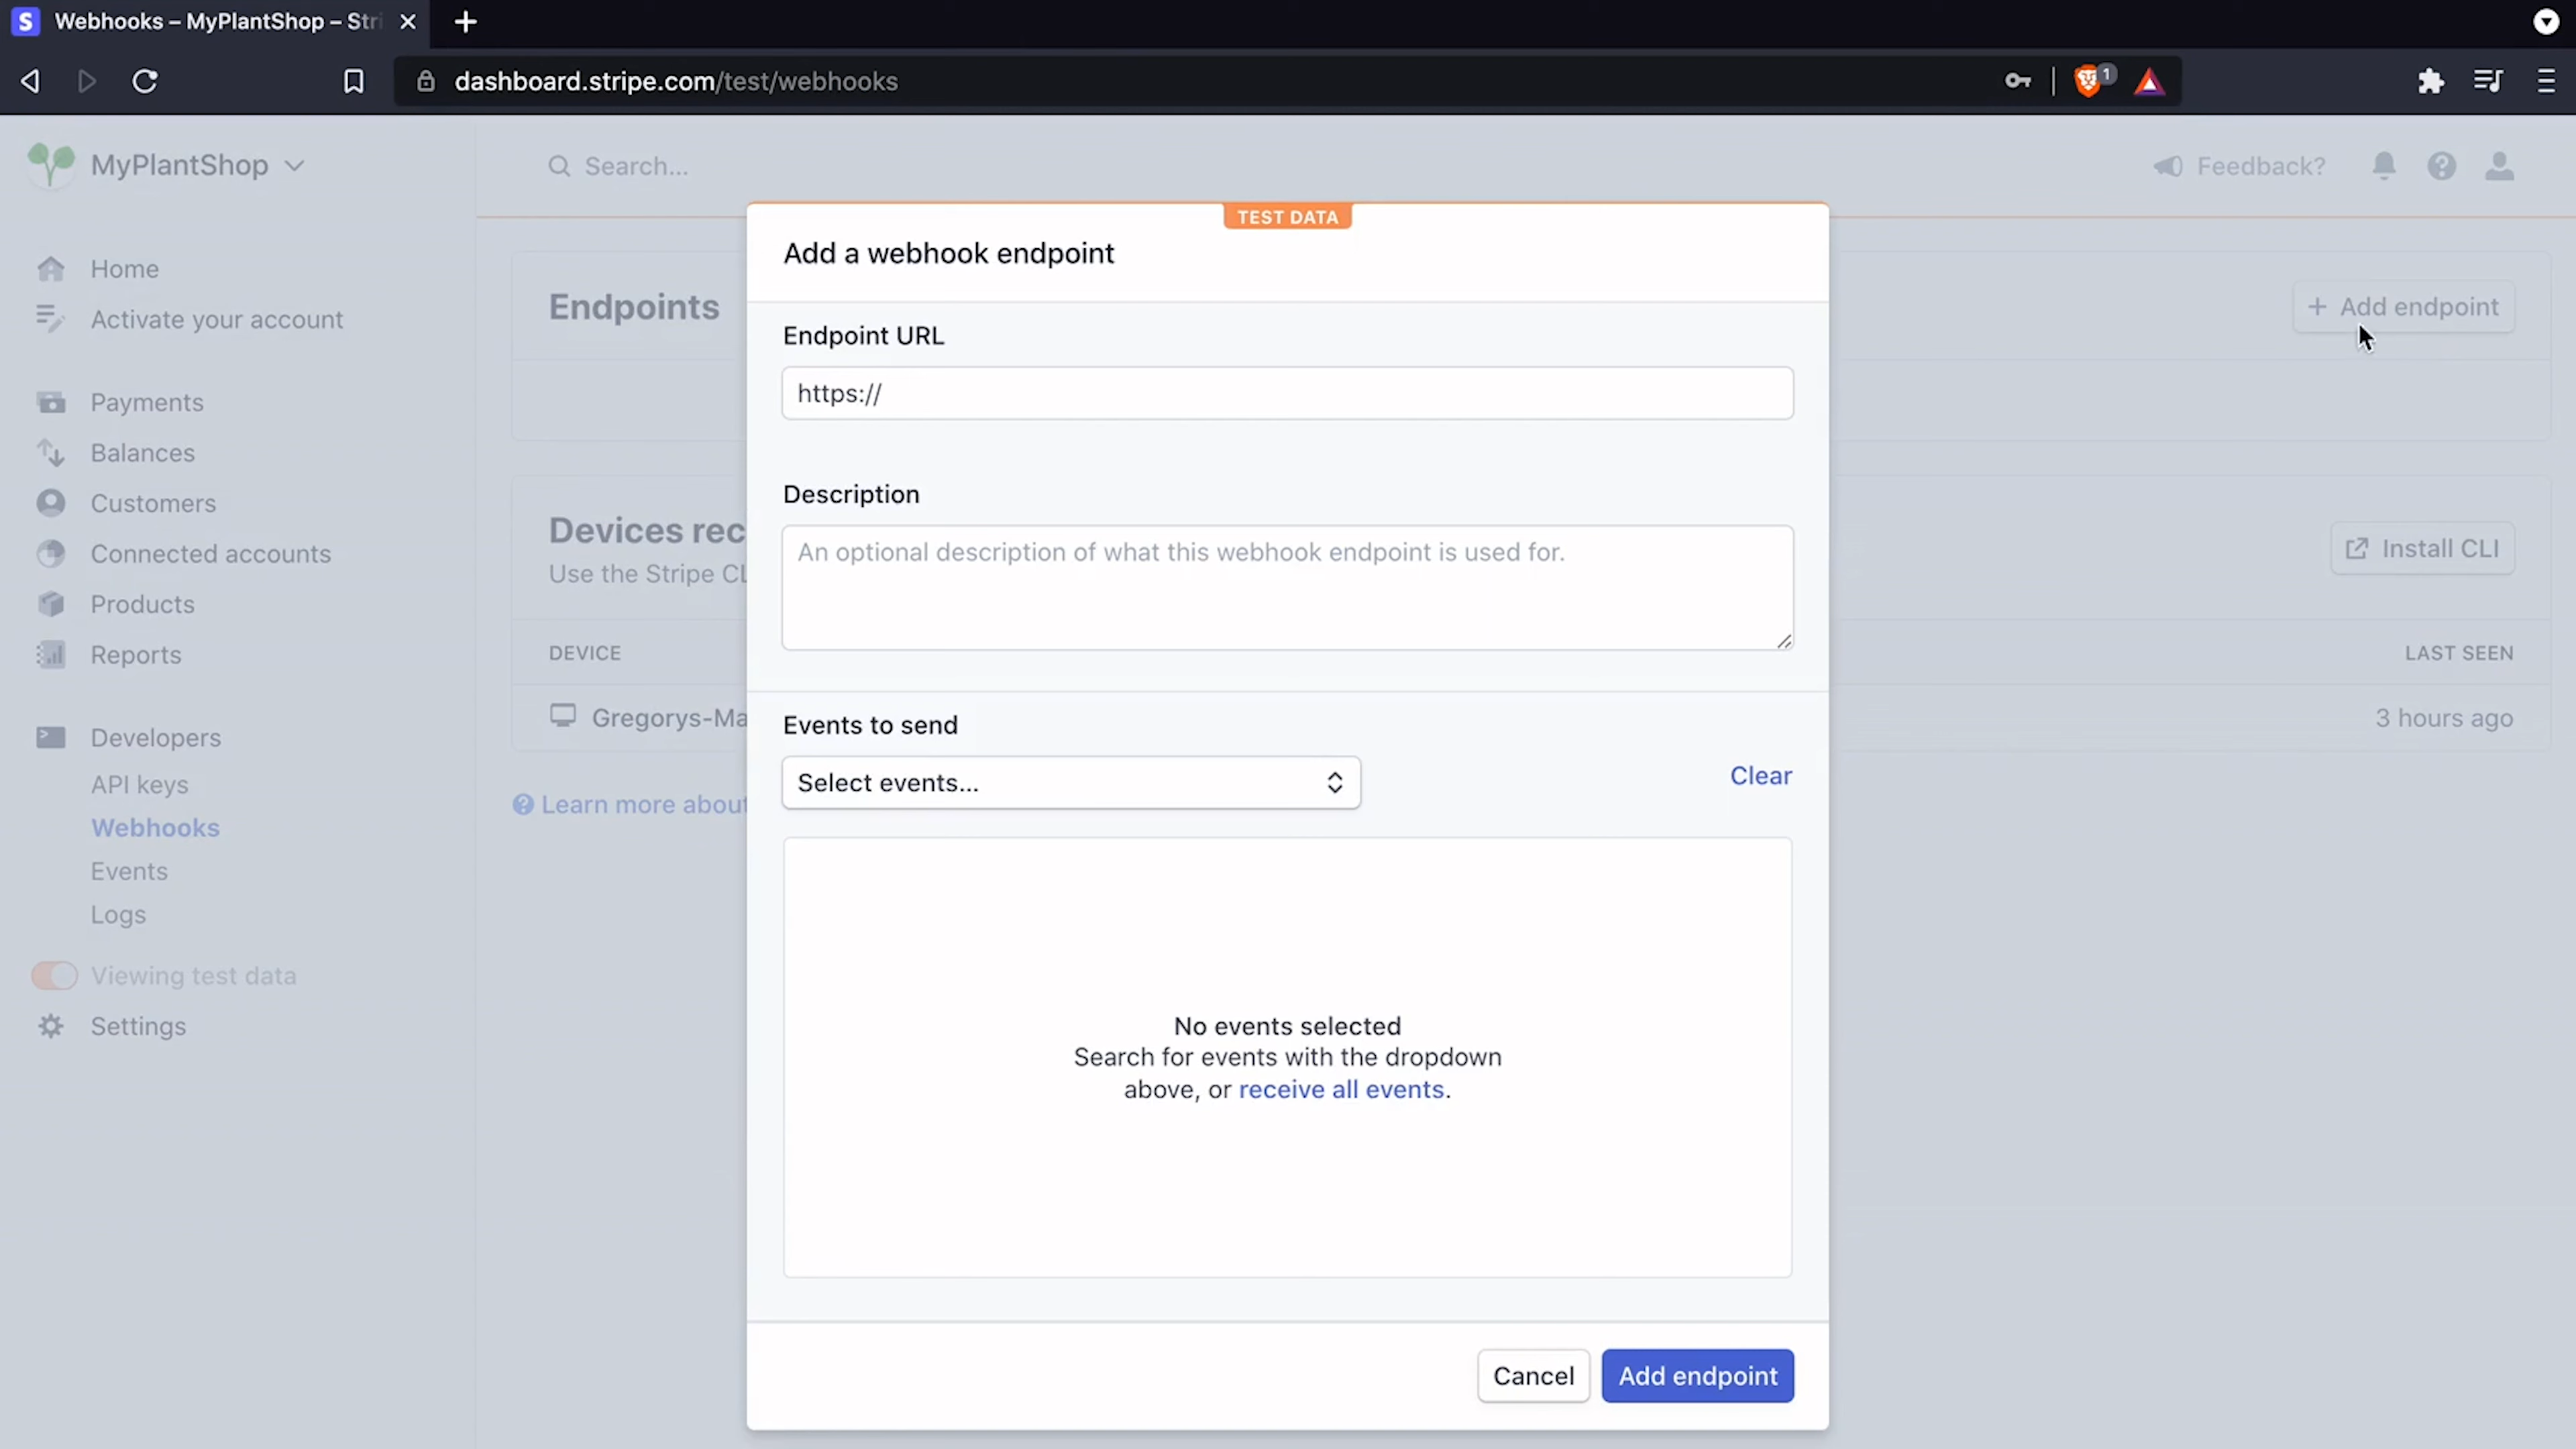 Webhooks – MyPlantShop – Stri
dashboard.stripe.com/test/webhooks
1
MyPlantShop
Search...
Feedback?
Home
Activate your account
Payments
Balances
Customers
Connected accounts
Products
Reports
Developers
API keys
Webhooks
Events
Logs
Viewing test data
Settings
Endpoints
+ Add endpoint
Devices rec
Use the Stripe CL
Install CLI
DEVICE
LAST SEEN
Gregorys-Ma
3 hours ago
Learn more about
TEST DATA
Add a webhook endpoint
Endpoint URL
https://
Description
An optional description of what this webhook endpoint is used for.
Events to send
Select events...
Clear
No events selected
Search for events with the dropdown
above, or receive all events.
Cancel
Add endpoint